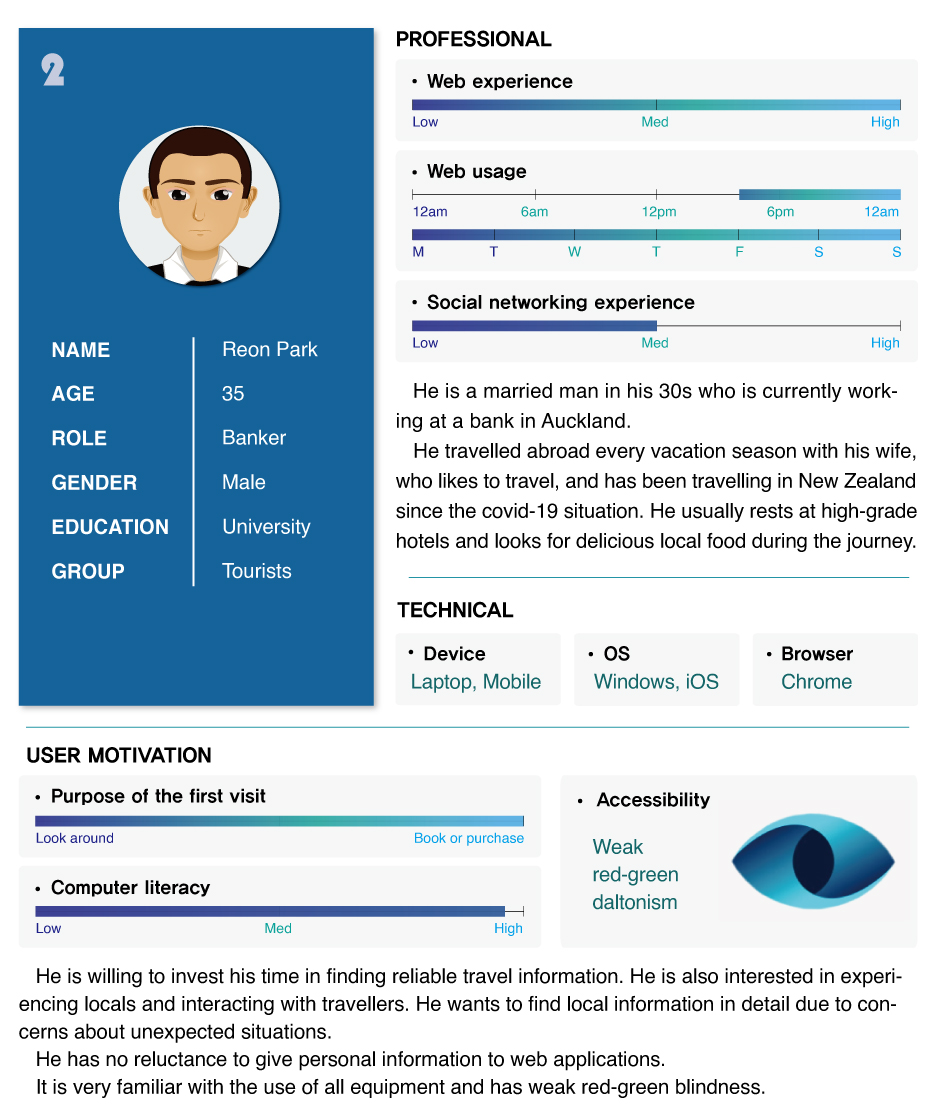 2
NAME Reon Park
AGE 35
ROLE Banker
GENDER Male
EDUCATION University
GROUP Tourists
PROFESSIONAL
• Web experience
Low Med High
• Web usage
12am 6am 12pm 6pm 12am
M T W T F S S
• Social networking experience
Low Med High
He is a married man in his 30s who is currently work-
ing at a bank in Auckland.
He travelled abroad every vacation season with his wife,
who likes to travel, and has been travelling in New Zealand
since the covid-19 situation. He usually rests at high-grade
hotels and looks for delicious local food during the journey.
TECHNICAL
• Device
Laptop, Mobile
• OS
Windows, iOS
• Browser
Chrome
USER MOTIVATION
• Purpose of the first visit
Look around Book or purchase
• Computer literacy
Low Med High
• Accessibility
Weak
red-green
daltonism
He is willing to invest his time in finding reliable travel information. He is also interested in experi-
encing locals and interacting with travellers. He wants to find local information in detail due to con-
cerns about unexpected situations.
He has no reluctance to give personal information to web applications.
It is very familiar with the use of all equipment and has weak red-green blindness.